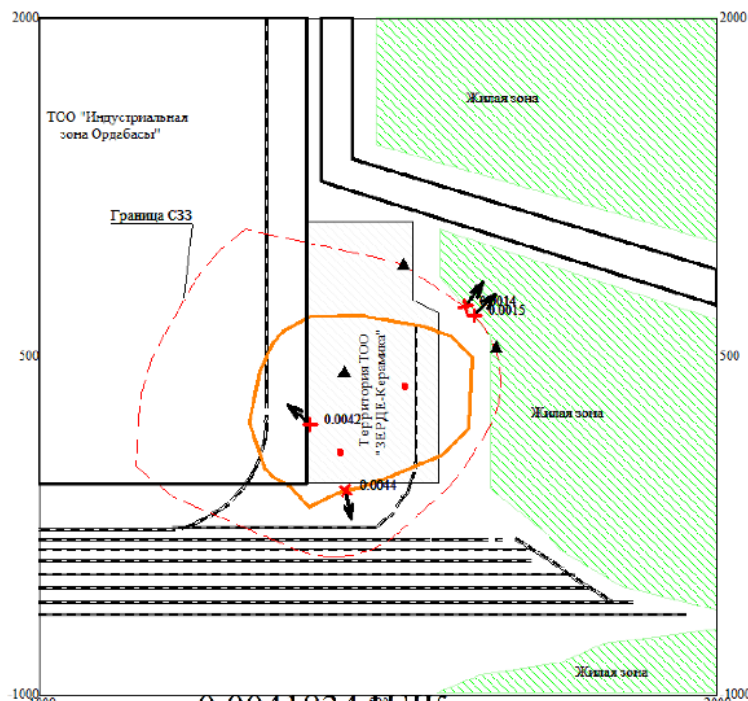 2000
2000
Жилая зона
ТОО "Индустриальная
зона Ордабасы"
Граница СЗЗ
0.0014
0.0015
500
500
Территория ТОО
"ЗЕРДЕ-Керамика"
Жилая зона
0.0042
0.0044
Жилая зона
-1000
1000